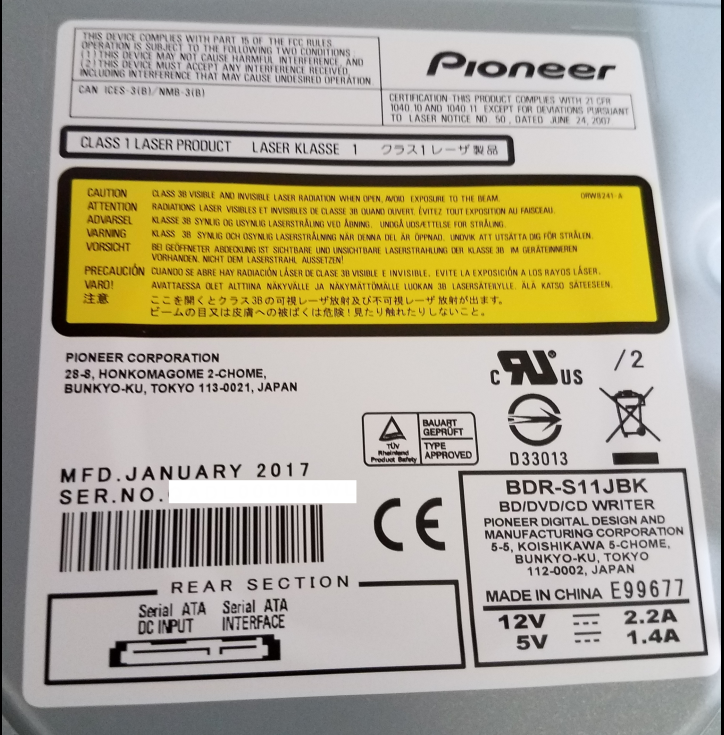 THIS DEVICE COMPLIES WITH PART 15 OF THE FCC RULES.
OPERATION IS SUBJECT TO THE FOLLOWING TWO CONDITIONS :
(1) THIS DEVICE MAY NOT CAUSE HARMFUL INTERFERENCE, AND
(2) THIS DEVICE MUST ACCEPT ANY INTERFERENCE RECEIVED,
INCLUDING INTERFERENCE THAT MAY CAUSE UNDESIRED OPERATION.
CAN ICES-3(B)/NMB-3(B)
Pioneer
CERTIFICATION THIS PRODUCT COMPLIES WITH 21 CFR
1040.10 AND 1040.11 EXCEPT FOR DEVIATIONS PURSUANT
TO LASER NOTICE NO. 50, DATED JUNE 24, 2007
CLASS 1 LASER PRODUCT LASER KLASSE 1 クラス1レーザ製品
CAUTION CLASS 3B VISIBLE AND INVISIBLE LASER RADIATION WHEN OPEN, AVOID EXPOSURE TO THE BEAM. DRW8241-A
ATTENTION RADIATIONS LASER VISIBLES ET INVISIBLES DE CLASSE 3B QUAND OUVERT. ÉVITEZ TOUT EXPOSITION AU FAISCEAU.
ADVARSEL KLASSE 3B SYNLIG OG USYNLIG LASERSTRÅLING VED ÅBNING. UNDGÅ UDSÆTTELSE FOR STRÅLING.
VARNING KLASS 3B SYNLIG OCH OSYNLIG LASERSTRÅLNING NÄR DENNA DEL ÄR ÖPPNAD. UNDVIK ATT UTSÄTTA DIG FÖR STRÅLEN.
VORSICHT BEI GEÖFFNETER ABDECKUNG IST SICHTBARE UND UNSICHTBARE LASERSTRAHLUNG DER KLASSE 3B IM GERÄTEINNEREN
VORHANDEN. NICHT DEM LASERSTRAHL AUSSETZEN!
PRECAUCIÓN CUANDO SE ABRE HAY RADIACIÓN LÁSER DE CLASE 3B VISIBLE E INVISIBLE. EVITE LA EXPOSICIÓN A LOS RAYOS LÁSER.
VARO! AVATTAESSA OLET ALTTIINA NÄKYVÄLLE JA NÄKYMÄTTÖMÄLLE LUOKAN 3B LASERSÄTEILYLLE. ÄLÄ KATSO SÄTEESEEN.
注意 ここを開くとクラス3Bの可視レーザ放射及び不可視レーザ放射が出ます。
ビームの目又は皮膚への被ばくは危険!見たり触れたりしないこと。
PIONEER CORPORATION
28-8, HONKOMAGOME 2-CHOME,
BUNKYO-KU, TOKYO 113-0021, JAPAN
c RU US /2
TÜV
Rheinland
Product Safety
BAUART
GEPRÜFT
TYPE
APPROVED
D33013
MFD.JANUARY 2017
SER.NO.
CE
BDR-S11JBK
BD/DVD/CD WRITER
PIONEER DIGITAL DESIGN AND
MANUFACTURING CORPORATION
5-5, KOISHIKAWA 5-CHOME,
BUNKYO-KU, TOKYO
112-0002, JAPAN
MADE IN CHINA E99677
12V 2.2A
5V 1.4A
REAR SECTION
Serial ATA
DC INPUT
Serial ATA
INTERFACE